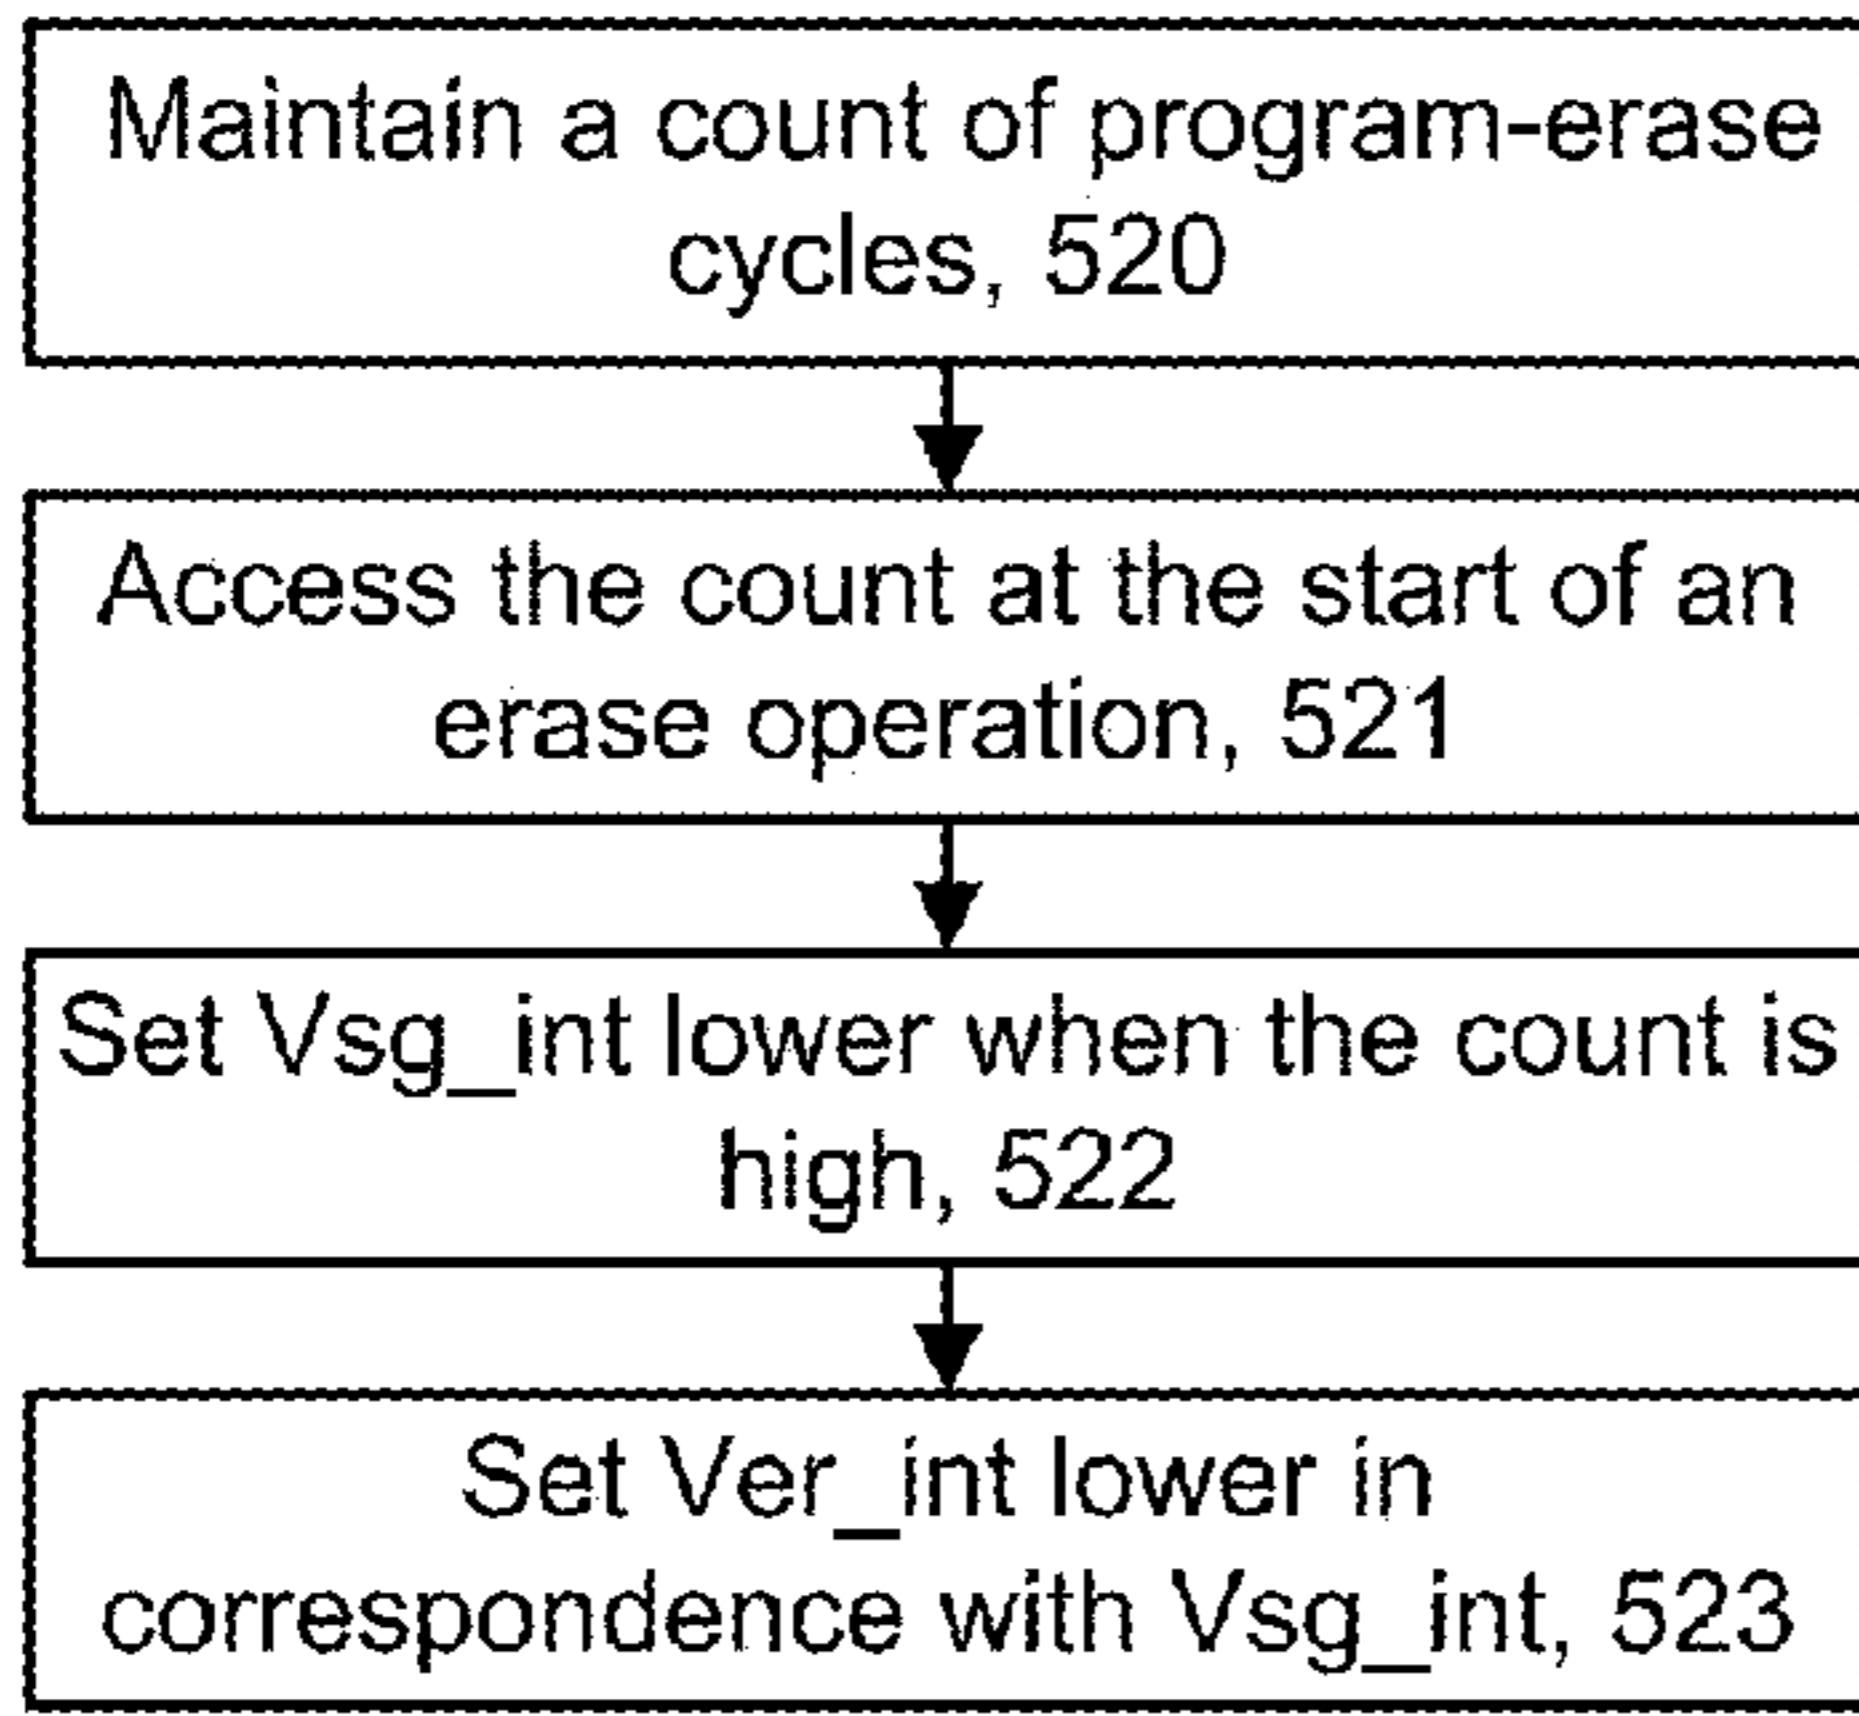 Maintain a count of program-erase
cycles, 520
Access the count at the start of an
erase operation, 521
Set Vsg_int lower when the count is
high, 522
Set Ver_int lower in
correspondence with Vsg_int, 523